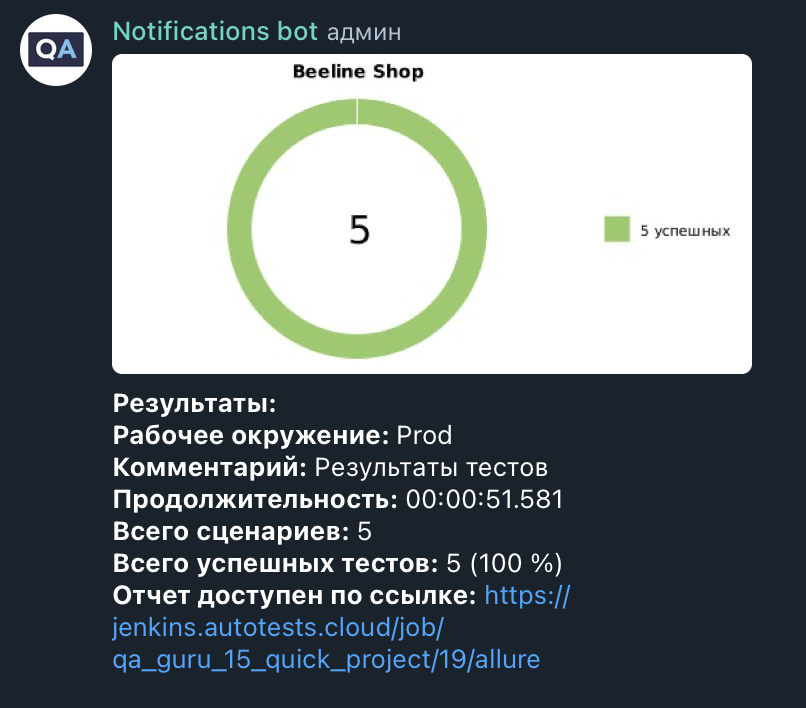 QA
Notifications bot админ
Beeline Shop
5
5 успешных
Результаты:
Рабочее окружение: Prod
Комментарий: Результаты тестов
Продолжительность: 00:00:51.581
Всего сценариев: 5
Всего успешных тестов: 5 (100 %)
Отчет доступен по ссылке: https://
jenkins.autotests.cloud/job/
qa_guru_15_quick_project/19/allure